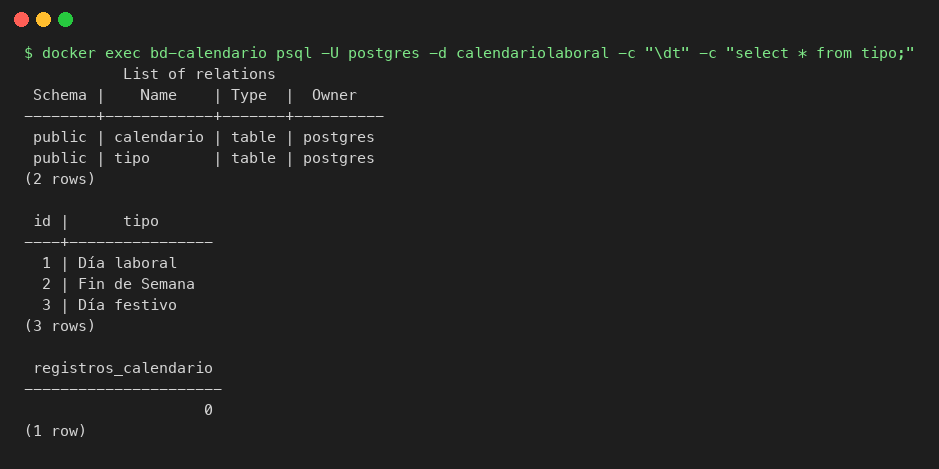 $ docker exec bd-calendario psql -U postgres -d calendariolaboral -c "\dt" -c "select * from tipo;"
           List of relations
 Schema |    Name    | Type  |  Owner
--------+------------+-------+----------
 public | calendario | table | postgres
 public | tipo       | table | postgres
(2 rows)

 id |      tipo
----+----------------
  1 | Día laboral
  2 | Fin de Semana
  3 | Día festivo
(3 rows)

 registros_calendario
----------------------
                    0
(1 row)